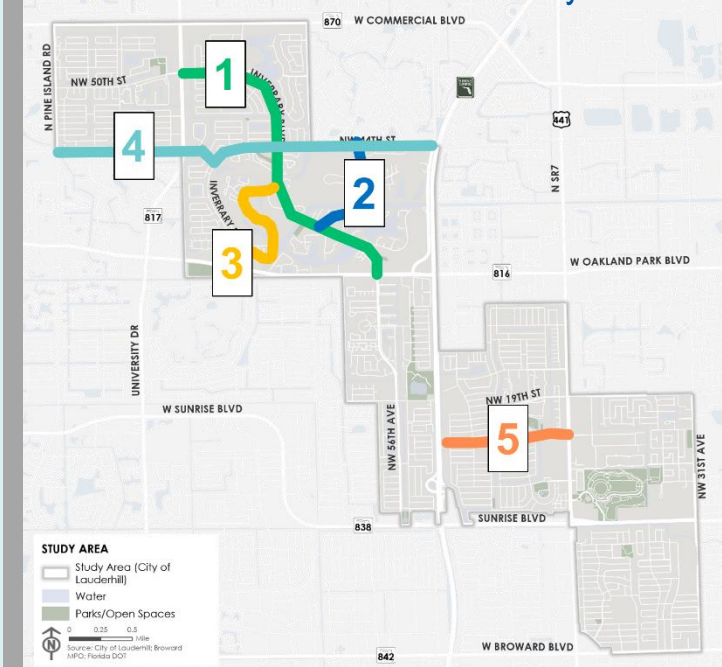 870 W COMMERCIAL BLVD
N PINE ISLAND RD
NW 50TH ST
1
INVERRARY BLVD
441
NW 44TH ST
4
2
N SR7
INVERRARY
817
3
W OAKLAND PARK BLVD
816
UNIVERSITY DR
W SUNRISE BLVD
NW 56TH AVE
NW 19TH ST
5
NW 31ST AVE
SUNRISE BLVD
838
STUDY AREA
Study Area (City of
Lauderhill)
Water
Parks/Open Spaces
N
0 0.25 0.5
Mile
Source: City of Lauderhill; Broward
MPO; Florida DOT
842
W BROWARD BLVD